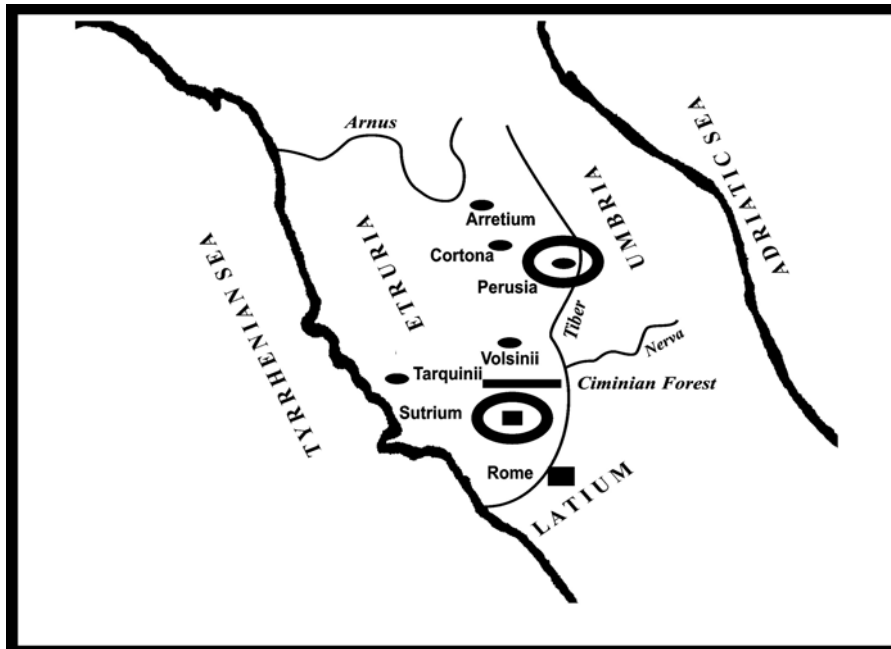 Arnus
ADRIATIC SEA
UMBRIA
Arretium
ETRURIA
Cortona
TYRRHENIAN SEA
Perusia
Tiber
Nerva
Volsinii
Tarquinii
Ciminian Forest
Sutrium
Rome
LATIUM